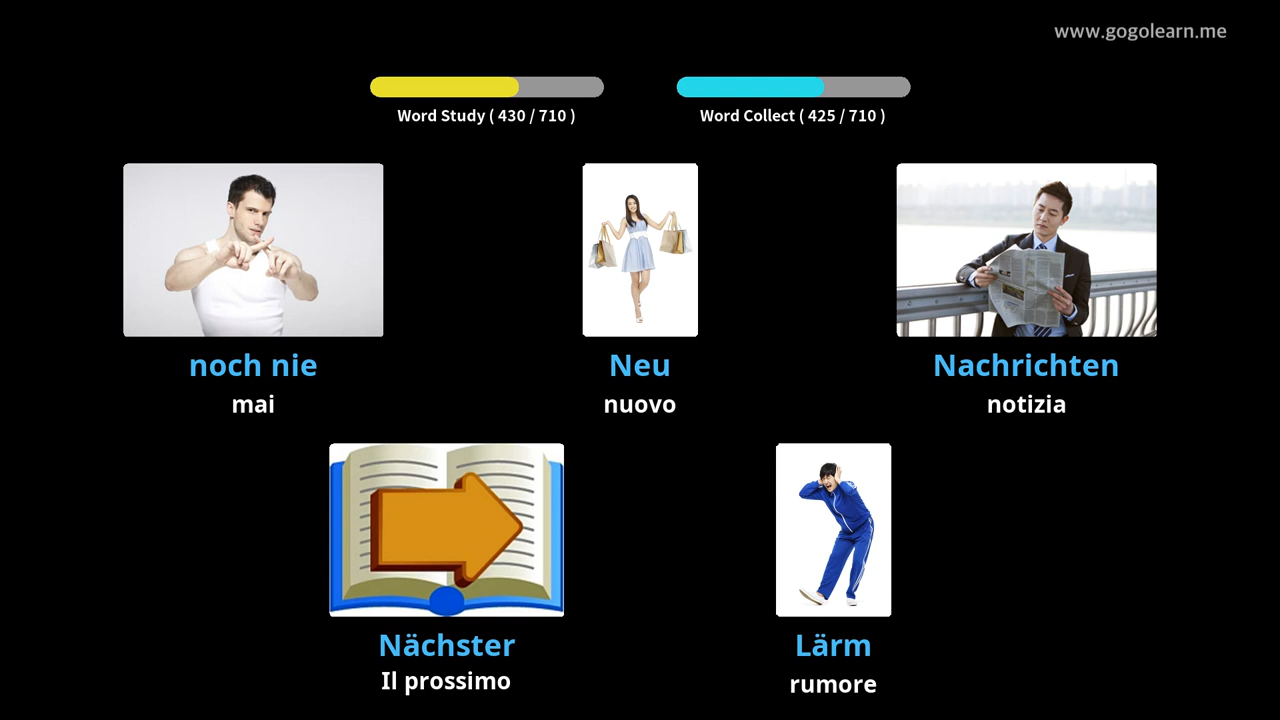 www.gogolearn.me
Word Study ( 430 / 710 )
Word Collect ( 425 / 710 )
noch nie
mai
Neu
nuovo
Nachrichten
notizia
Nächster
Il prossimo
Lärm
rumore